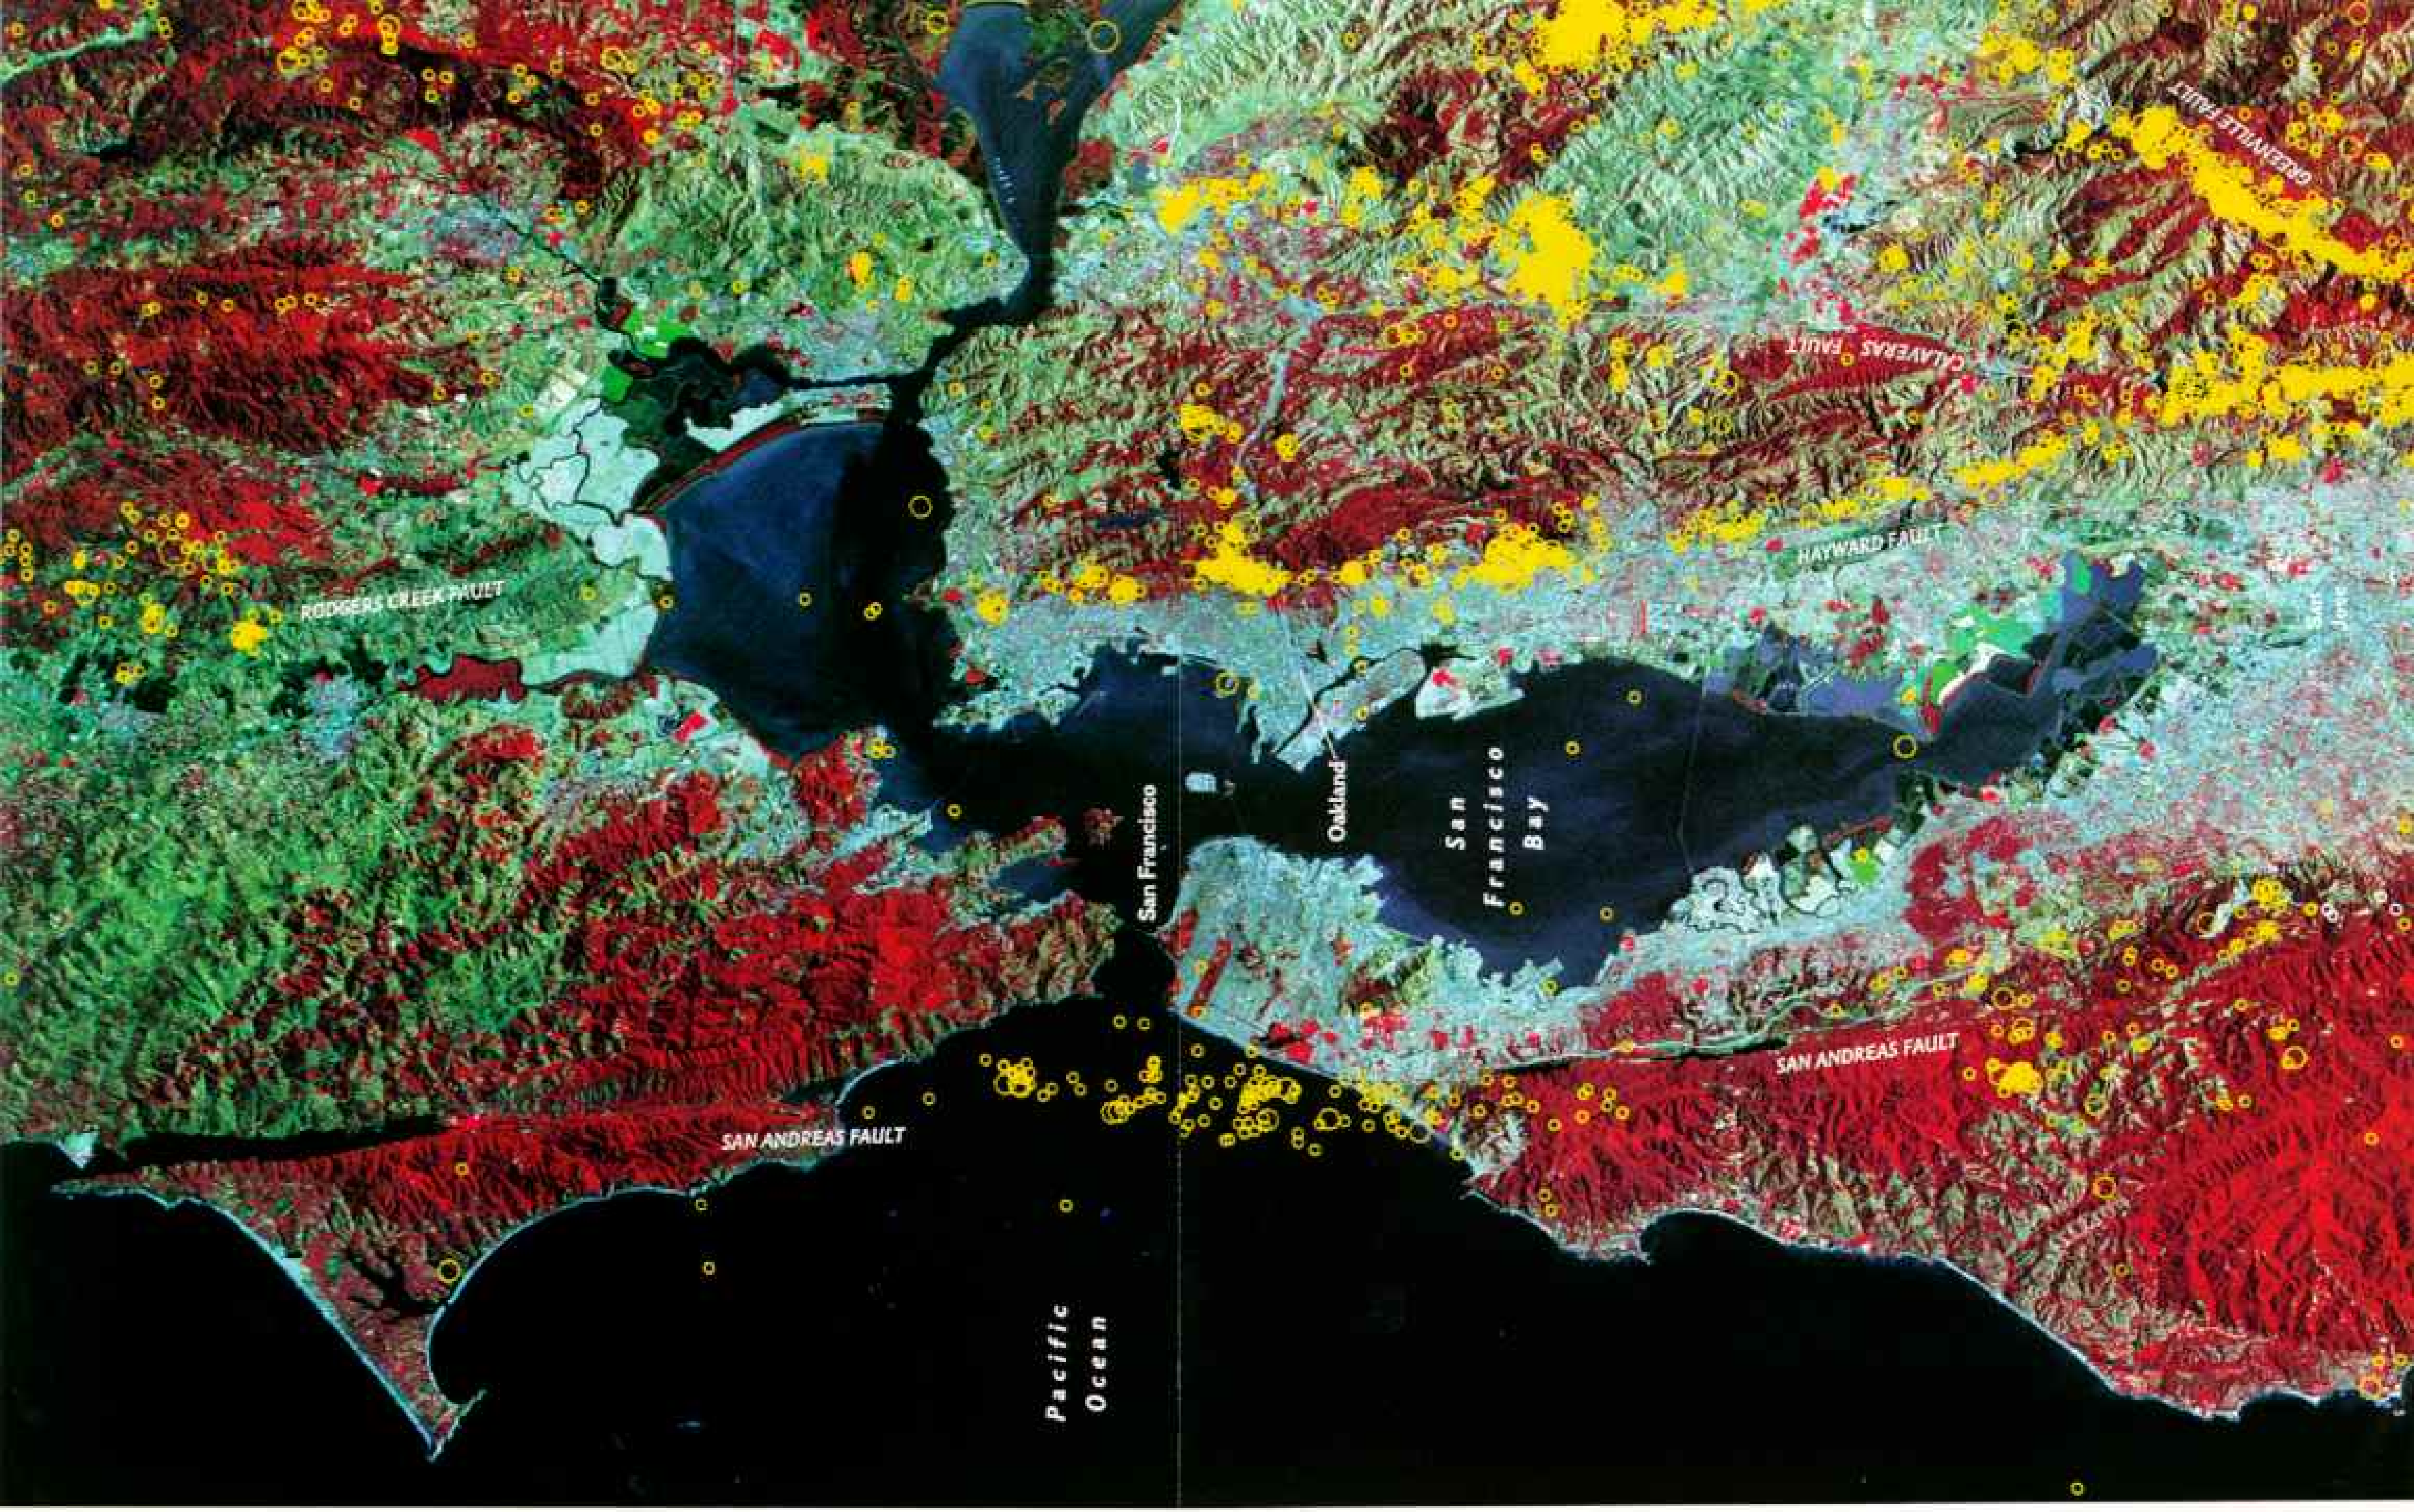 GREENVILLE FAULT
CALAVERAS FAULT
HAYWARD FAULT
RODGERS CREEK FAULT
San
Jose
San Francisco
Oakland
San
Francisco
Bay
SAN ANDREAS FAULT
SAN ANDREAS FAULT
Pacific
Ocean